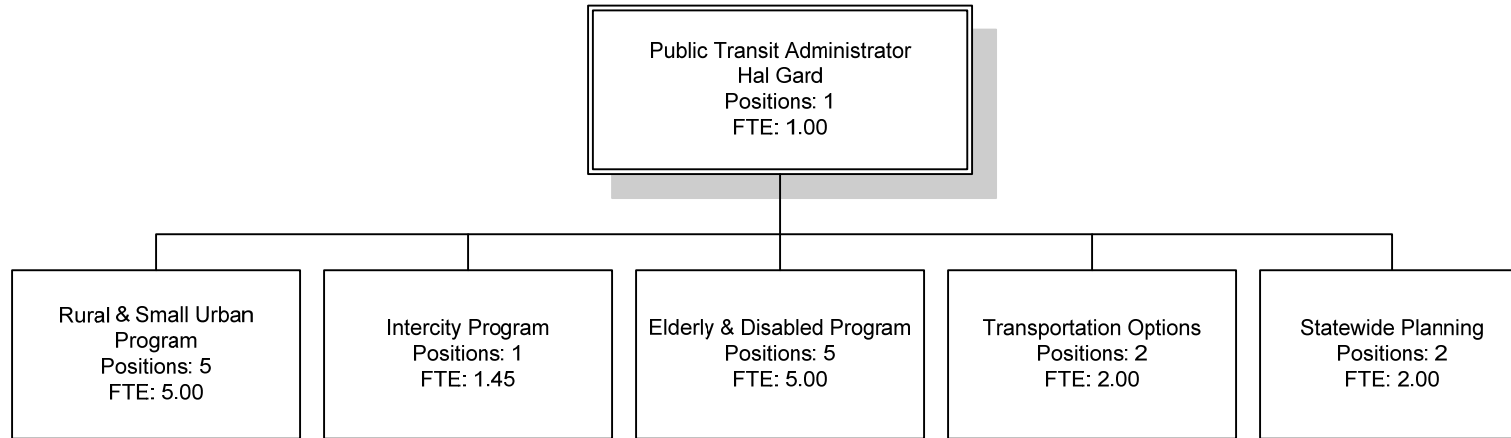 Public Transit Administrator
Hal Gard
Positions: 1
FTE: 1.00
Rural & Small Urban
Program
Positions: 5
FTE: 5.00
Intercity Program
Positions: 1
FTE: 1.45
Elderly & Disabled Program
Positions: 5
FTE: 5.00
Transportation Options
Positions: 2
FTE: 2.00
Statewide Planning
Positions: 2
FTE: 2.00